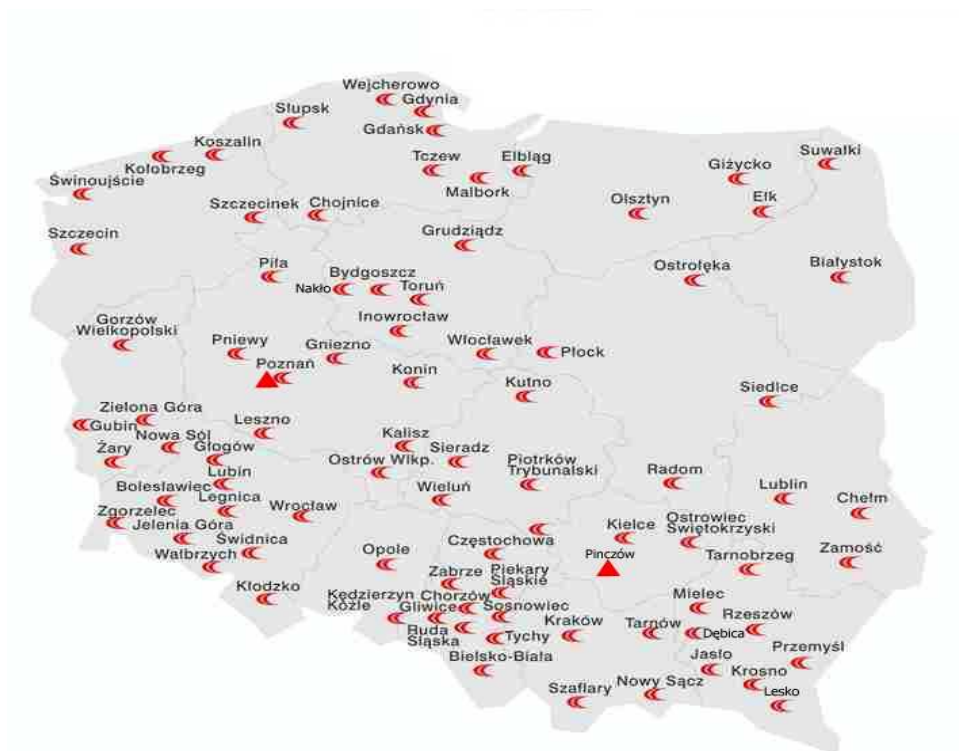 Wejcherowo
Gdynia
Słupsk
Gdańsk
Koszalin
Kołobrzeg
Tczew
Elbląg
Malbork
Giżycko
Suwałki
Świnoujście
Szczecinek
Chojnice
Olsztyn
Ełk
Szczecin
Grudziądz
Piła
Bydgoszcz
Nakło
Toruń
Ostrołęka
Białystok
Gorzów
Wielkopolski
Inowrocław
Pniewy
Gniezno
Włocławek
Płock
Poznań
Konin
Kutno
Siedlce
Zielona Góra
Gubin
Nowa Sól
Leszno
Kalisz
Żary
Głogów
Sieradz
Ostrów Wlkp.
Piotrków
Trybunalski
Radom
Lubin
Bolesławiec
Legnica
Wieluń
Lublin
Chełm
Zgorzelec
Wrocław
Jelenia Góra
Świdnica
Wałbrzych
Opole
Częstochowa
Kielce
Ostrowiec
Świętokrzyski
Pinczów
Tarnobrzeg
Zamość
Kłodzko
Zabrze
Piekary
Śląskie
Kędzierzyn
Koźle
Chorzów
Gliwice
Sosnowiec
Mielec
Rzeszów
Ruda
Śląska
Tychy
Kraków
Tarnów
Dębica
Przemyśl
Bielsko-Biała
Jasło
Krosno
Szaflary
Nowy Sącz
Lesko